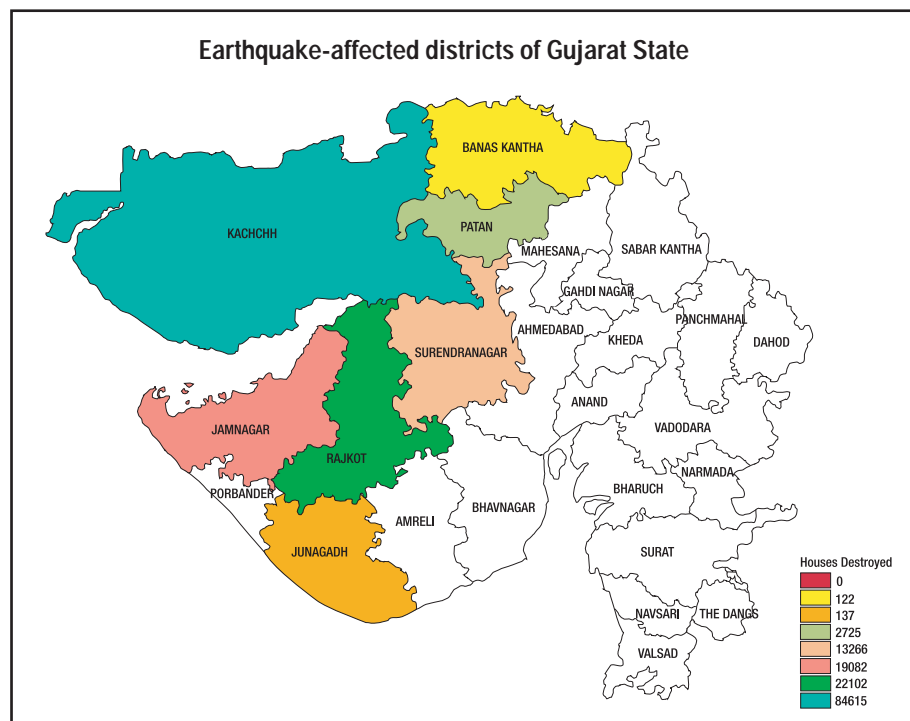 Earthquake-affected districts of Gujarat State
BANAS KANTHA
PATAN
KACHCHH
MAHESANA
SABAR KANTHA
GAHDI NAGAR
PANCHMAHAL
AHMEDABAD
KHEDA
DAHOD
SURENDRANAGAR
ANAND
JAMNAGAR
VADODARA
RAJKOT
NARMADA
PORBANDER
BHARUCH
AMRELI
BHAVNAGAR
JUNAGADH
SURAT
NAVSARI
THE DANGS
VALSAD
Houses Destroyed
0
122
137
2725
13266
19082
22102
84615